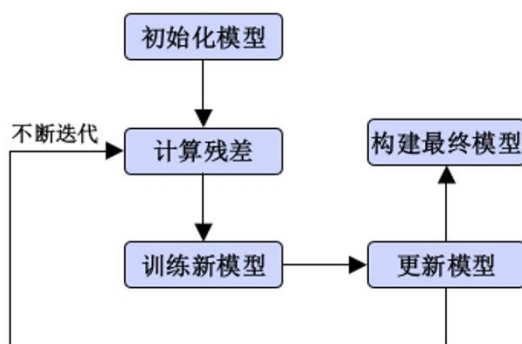 初始化模型
不断迭代
计算残差
构建最终模型
训练新模型
更新模型